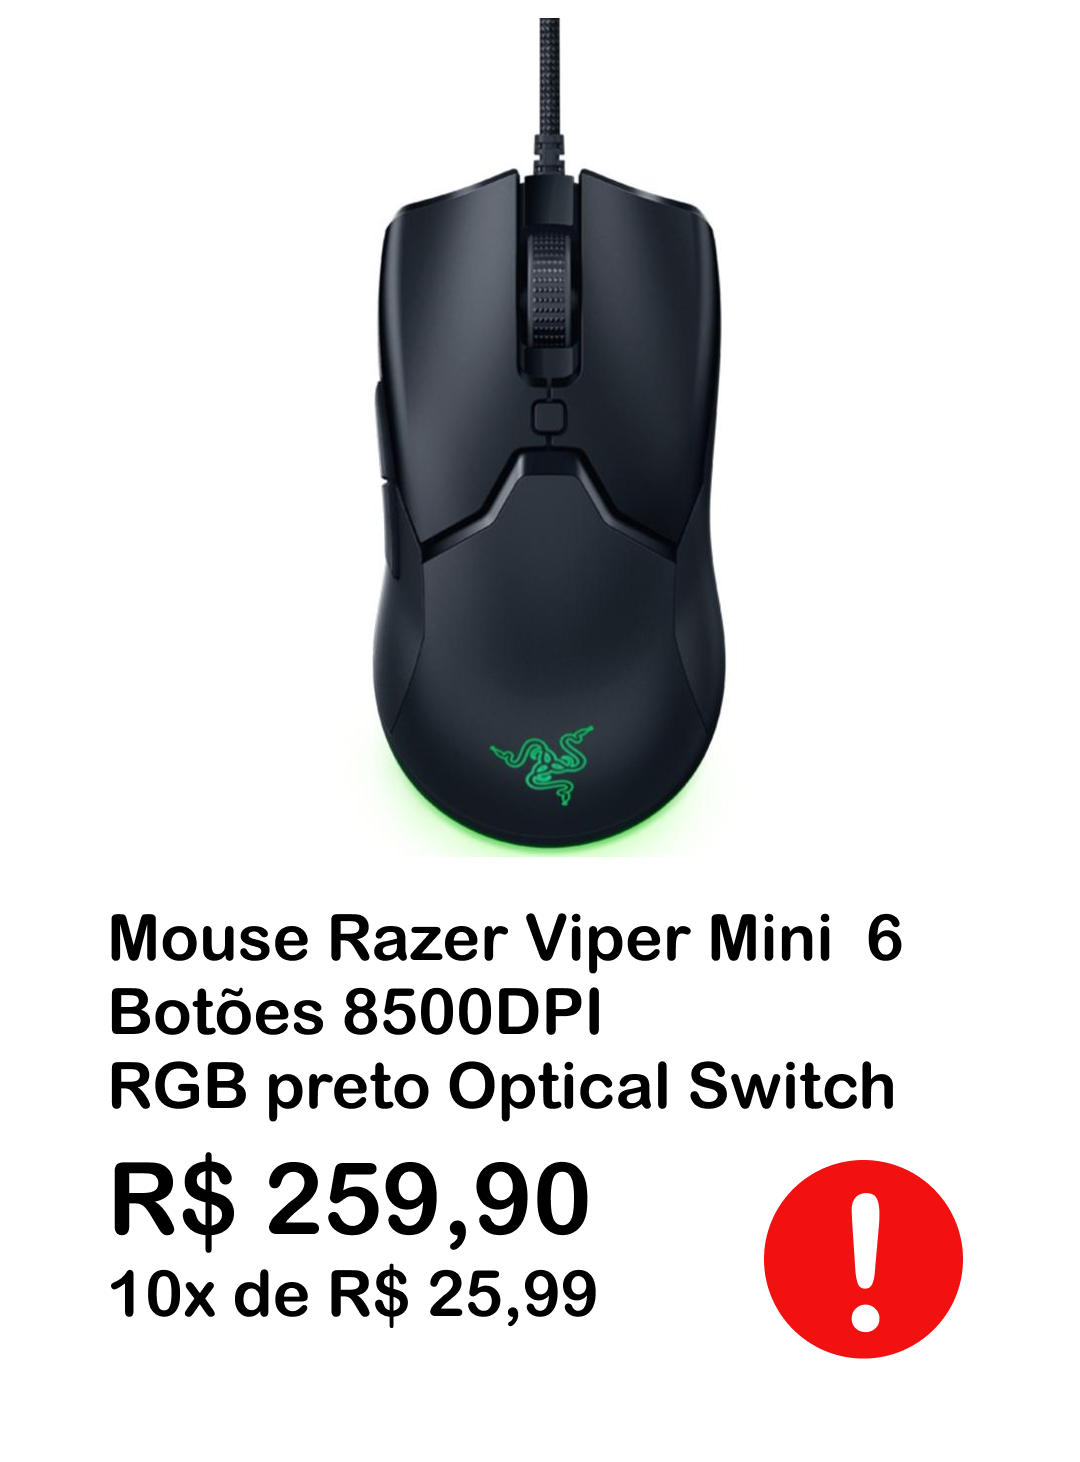 Mouse Razer Viper Mini 6
Botões 8500DPI
RGB preto Optical Switch
R$ 259,90
10x de R$ 25,99
!